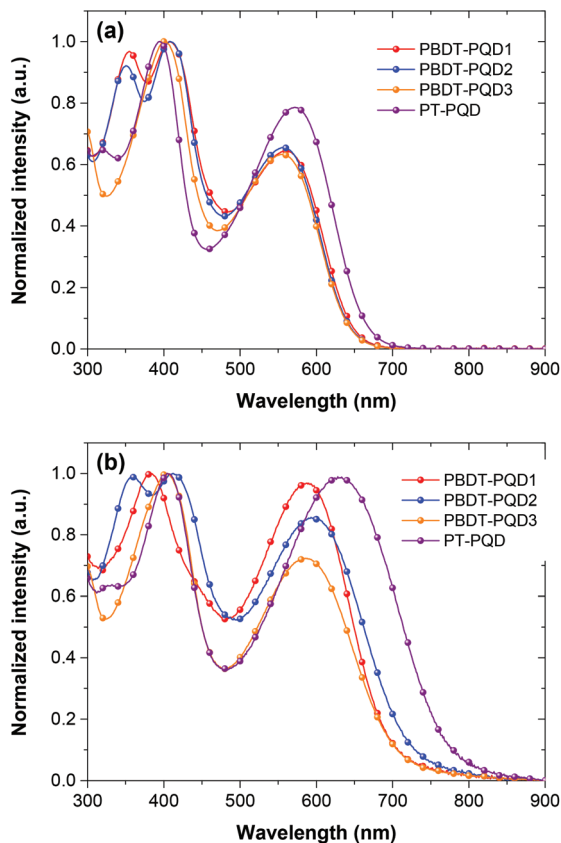 (a)
PBDT-PQD1
PBDT-PQD2
PBDT-PQD3
PT-PQD
Normalized intensity (a.u.)
1.0
0.8
0.6
0.4
0.2
0.0
300 400 500 600 700 800 900
Wavelength (nm)
(b)
PBDT-PQD1
PBDT-PQD2
PBDT-PQD3
PT-PQD
Normalized intensity (a.u.)
1.0
0.8
0.6
0.4
0.2
0.0
300 400 500 600 700 800 900
Wavelength (nm)